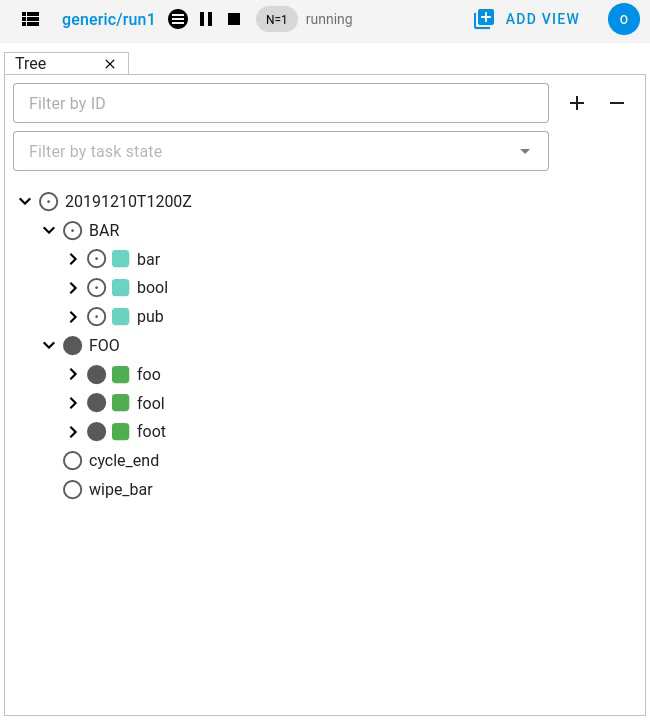 generic/run1 N=1 running ADD VIEW O
Tree
Filter by ID
Filter by task state
20191210T1200Z
BAR
bar
bool
pub
FOO
foo
fool
foot
cycle_end
wipe_bar